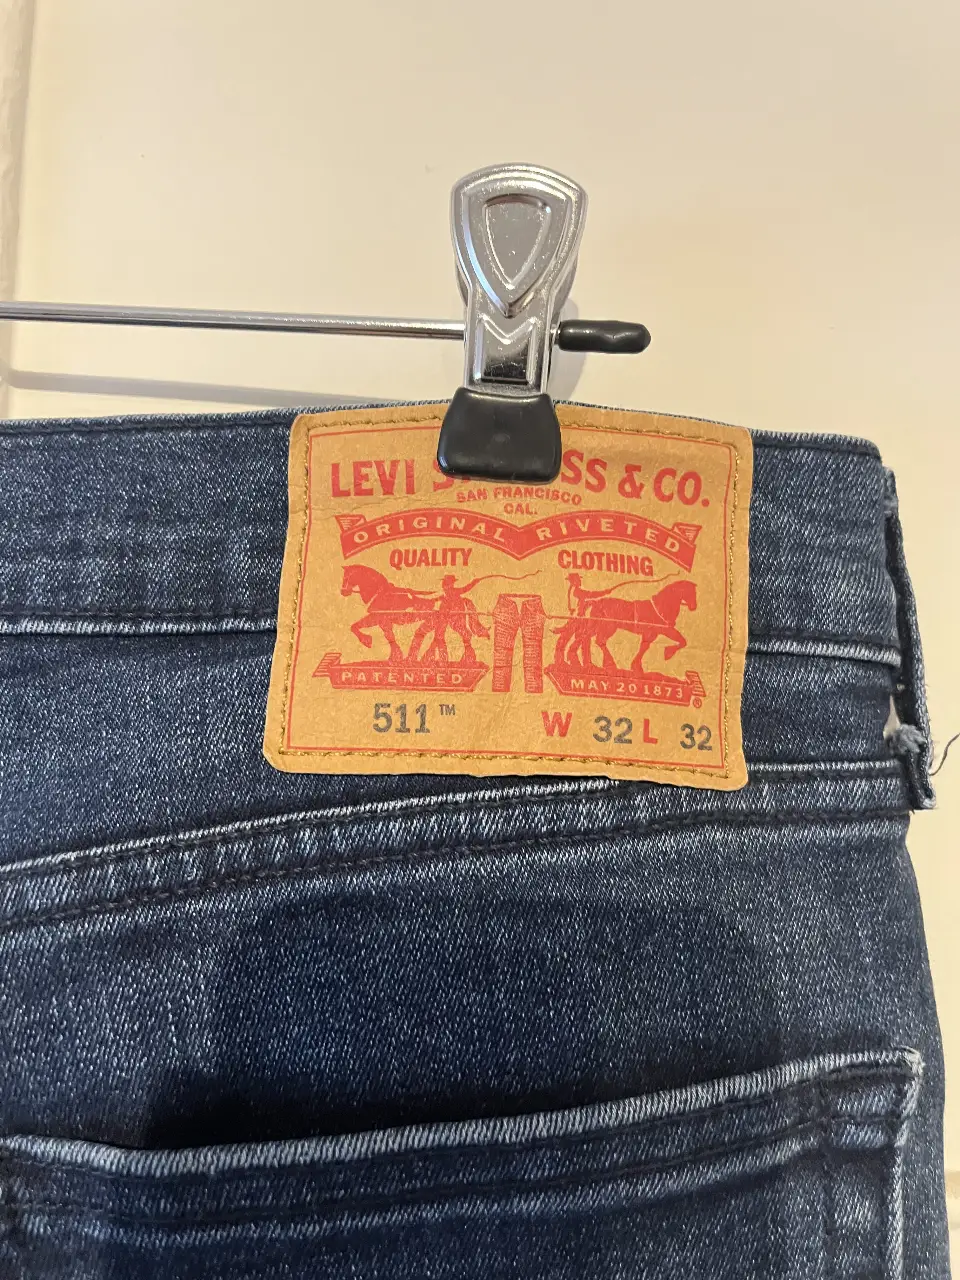 LEVI SS & CO.
SAN FRANCISCO
CAL.
ORIGINAL RIVETED
QUALITY CLOTHING
PATENTED MAY 20 1873 ®
511™ W 32 L 32